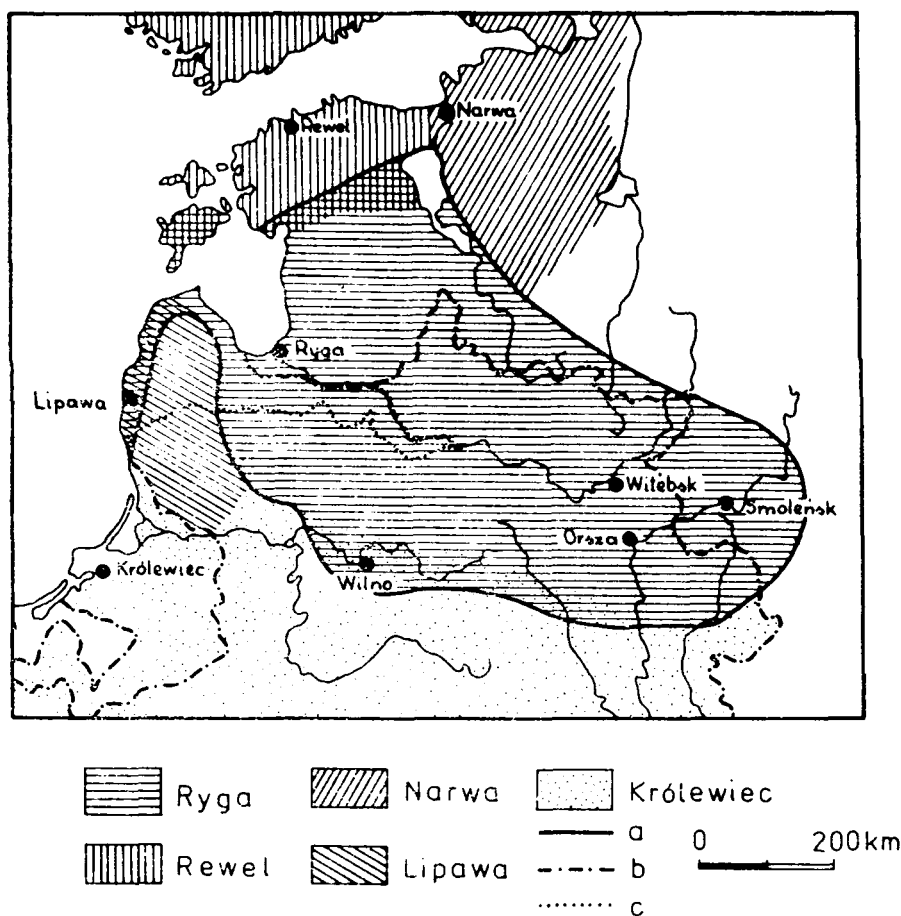 Rewel
Narwa
Ryga
Lipawa
Witebsk
Smoleńsk
Orsza
Królewiec
Wilno
Ryga
Narwa
Królewiec
a
0 200km
Rewel
Lipawa
b
c